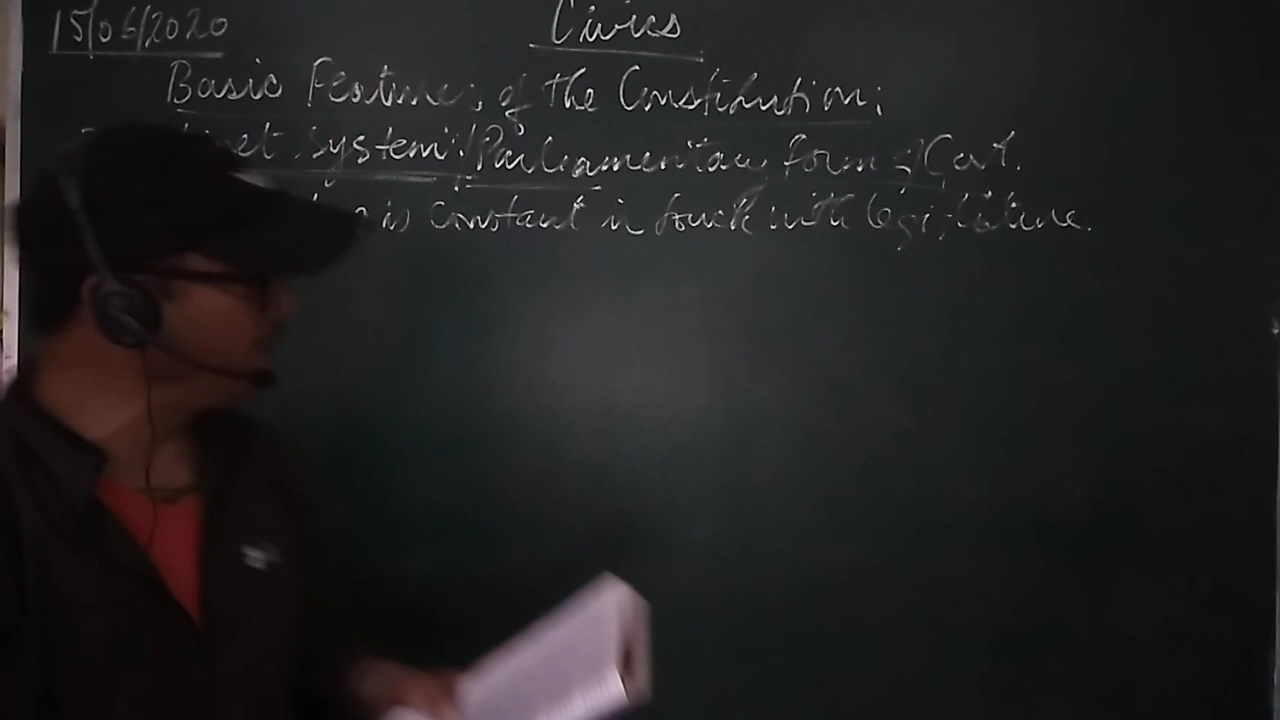 15/06/2020
Civics
Basic Features of the Constitution:
net System:/Parliamentary form of Govt.
is constant in touch with legislature.